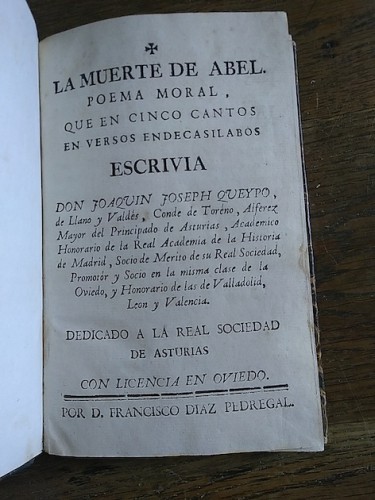 ✠
LA MUERTE DE ABEL.
POEMA MORAL,
QUE EN CINCO CANTOS
EN VERSOS ENDECASILABOS
ESCRIVIA
DON JOAQUIN JOSEPH QUEYPO,
de Llano y Valdés, Conde de Toréno, Alferez
Mayor del Principado de Asturias, Academico
Honorario de la Real Academia de la Historia
de Madrid, Socio de Merito de su Real Sociedad,
Promotór y Socio en la misma clase de la
Oviedo, y Honorario de las de Valladolid,
Leon y Valencia.
DEDICADO A LA REAL SOCIEDAD
DE ASTURIAS
CON LICENCIA EN OVIEDO.
POR D. FRANCISCO DIAZ PEDREGAL.